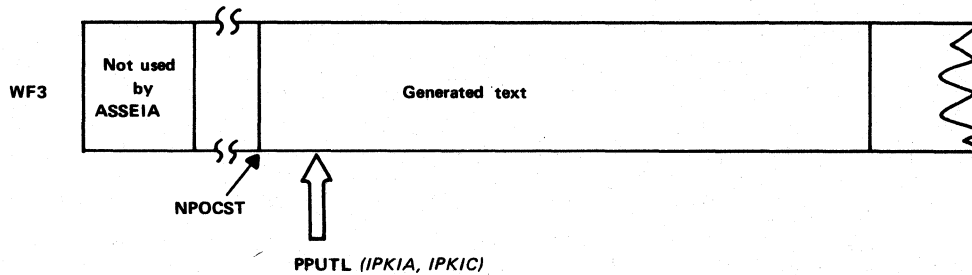 Not used
by
ASSEIA
WF3
Generated text
NPOCST
PPUTL (IPKIA, IPKIC)